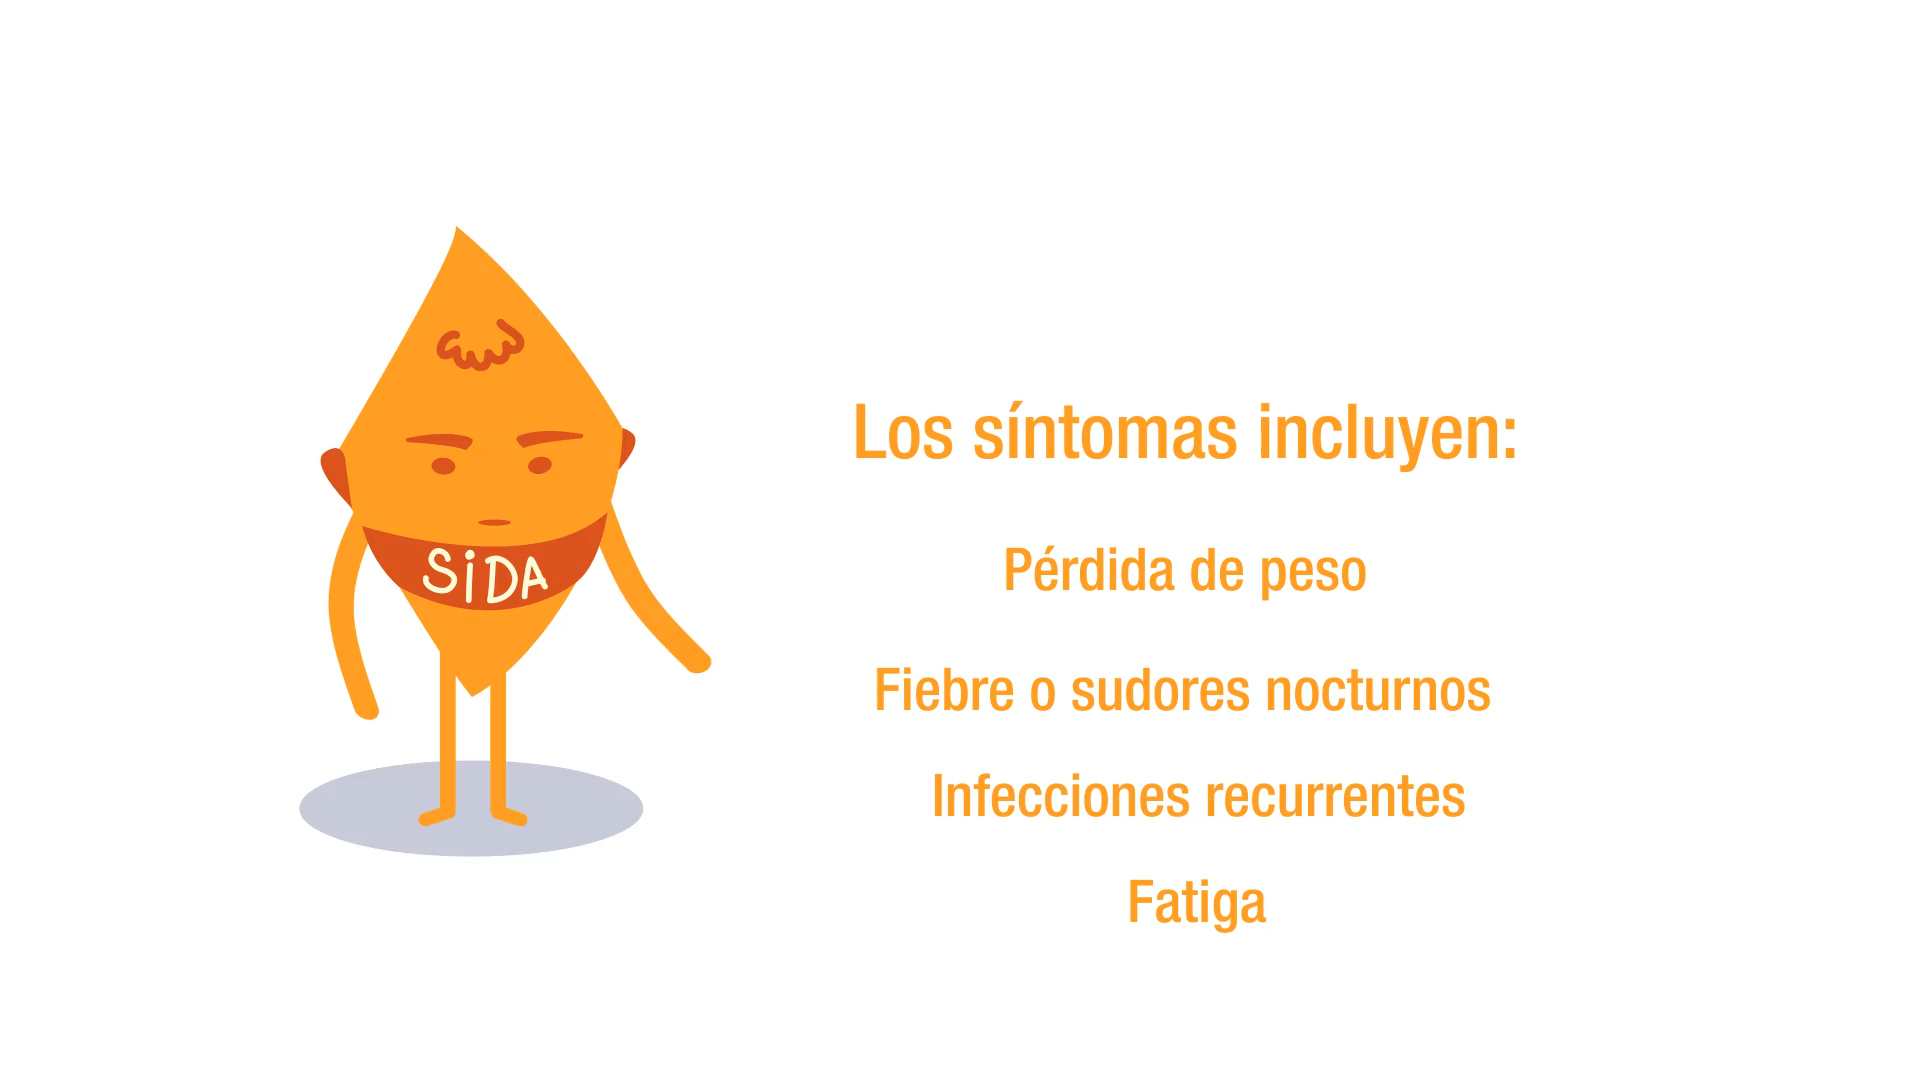 SiDA
Los síntomas incluyen:
Pérdida de peso
Fiebre o sudores nocturnos
Infecciones recurrentes
Fatiga